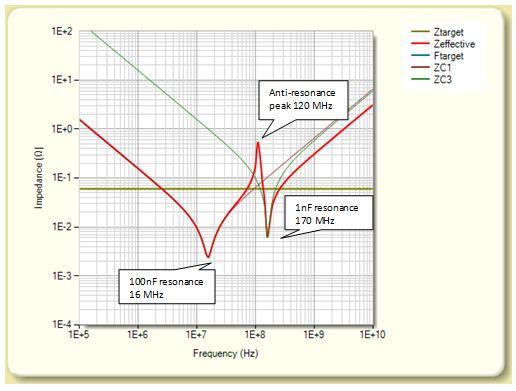 1E+2
1E+1
1E+0
1E-1
1E-2
1E-3
1E-4
Impedance [Ω]
1E+5
1E+6
1E+7
1E+8
1E+9
1E+10
Frequency (Hz)
Anti-resonance
peak 120 MHz
1nF resonance
170 MHz
100nF resonance
16 MHz
Ztarget
Zeffective
Ftarget
ZC1
ZC3